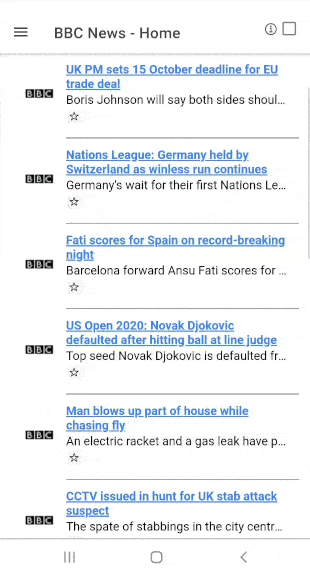 BBC News - Home
UK PM sets 15 October deadline for EU
trade deal
BBC
Boris Johnson will say both sides shoul...
Nations League: Germany held by
Switzerland as winless run continues
BBC
Germany's wait for their first Nations Le...
Fati scores for Spain on record-breaking
night
BBC
Barcelona forward Ansu Fati scores for ...
US Open 2020: Novak Djokovic
defaulted after hitting ball at line judge
BBC
Top seed Novak Djokovic is defaulted fr...
Man blows up part of house while
chasing fly
BBC
An electric racket and a gas leak have p...
CCTV issued in hunt for UK stab attack
suspect
BBC
The spate of stabbings in the city centr...